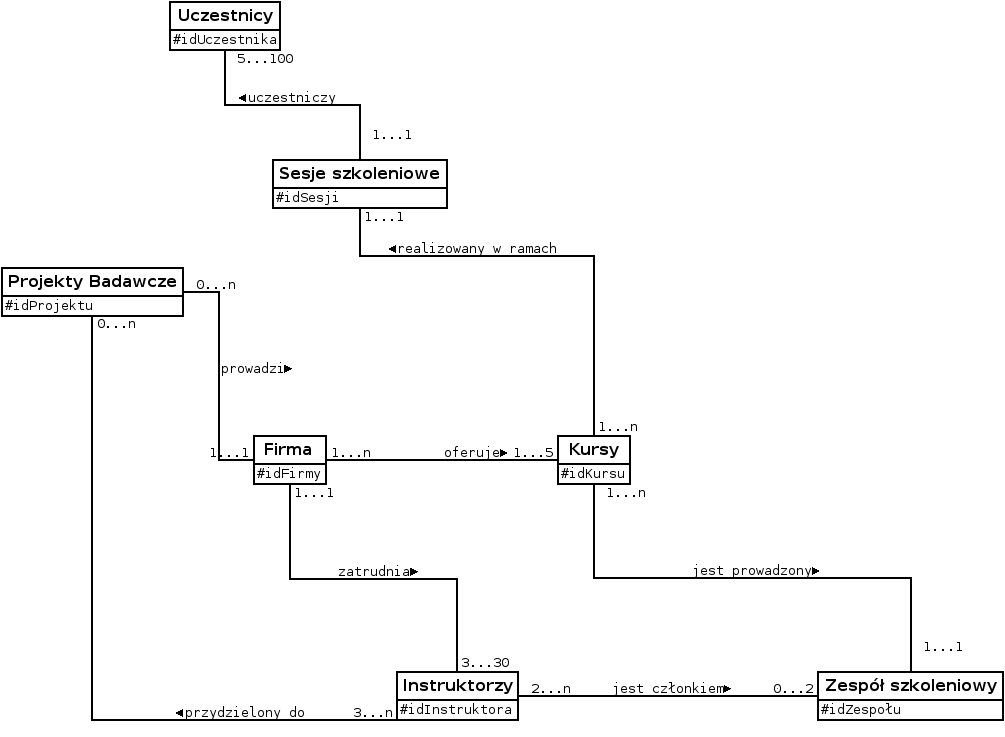 Uczestnicy
#idUczestnika
5...100
◄uczestniczy
1...1
Sesje szkoleniowe
#idSesji
1...1
◄realizowany w ramach
Projekty Badawcze
#idProjektu
0...n
0...n
prowadzi►
1...n
1...1
Firma
#idFirmy
1...n
oferuje►
1...5
Kursy
#idKursu
1...1
1...n
zatrudnia►
jest prowadzony►
1...1
3...30
Instruktorzy
#idInstruktora
2...n
jest członkiem►
0...2
Zespół szkoleniowy
#idZespołu
◄przydzielony do
3...n